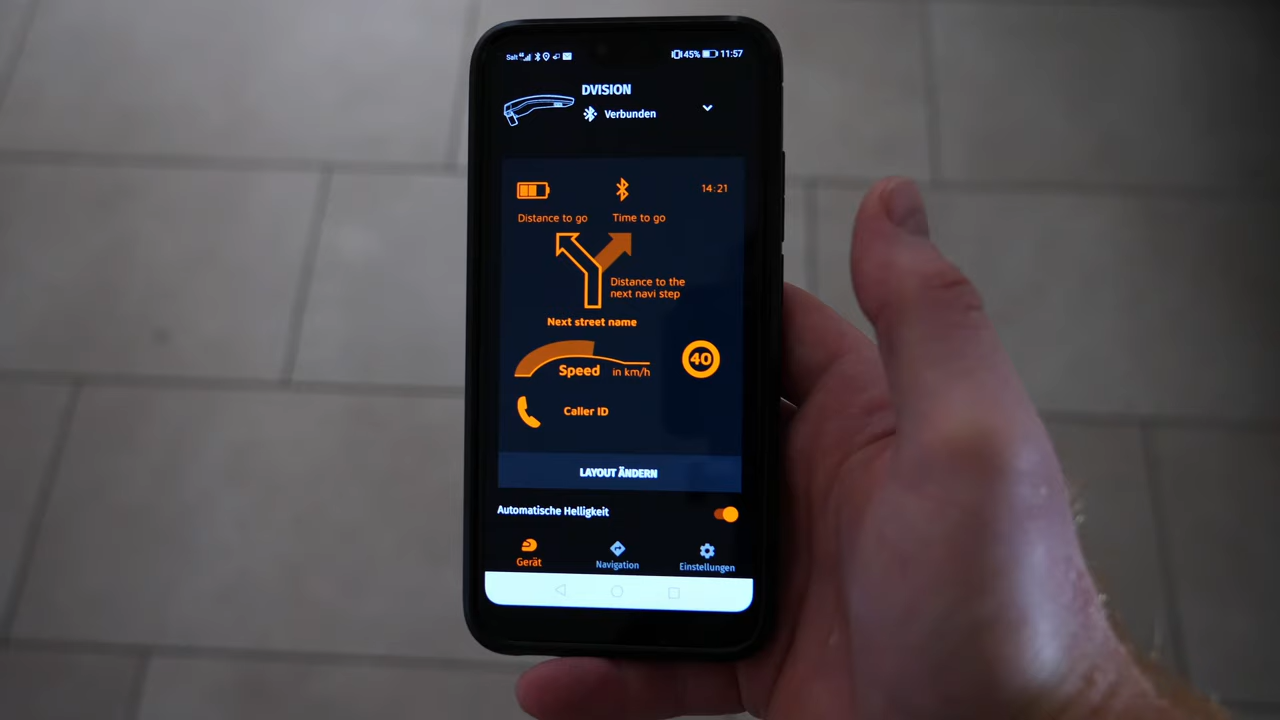 Salt 45% 11:57
DVISION
Verbunden
14:21
Distance to go Time to go
Distance to the
next navi step
Next street name
Speed in km/h 40
Caller ID
LAYOUT ÄNDERN
Automatische Helligkeit
Gerät Navigation Einstellungen